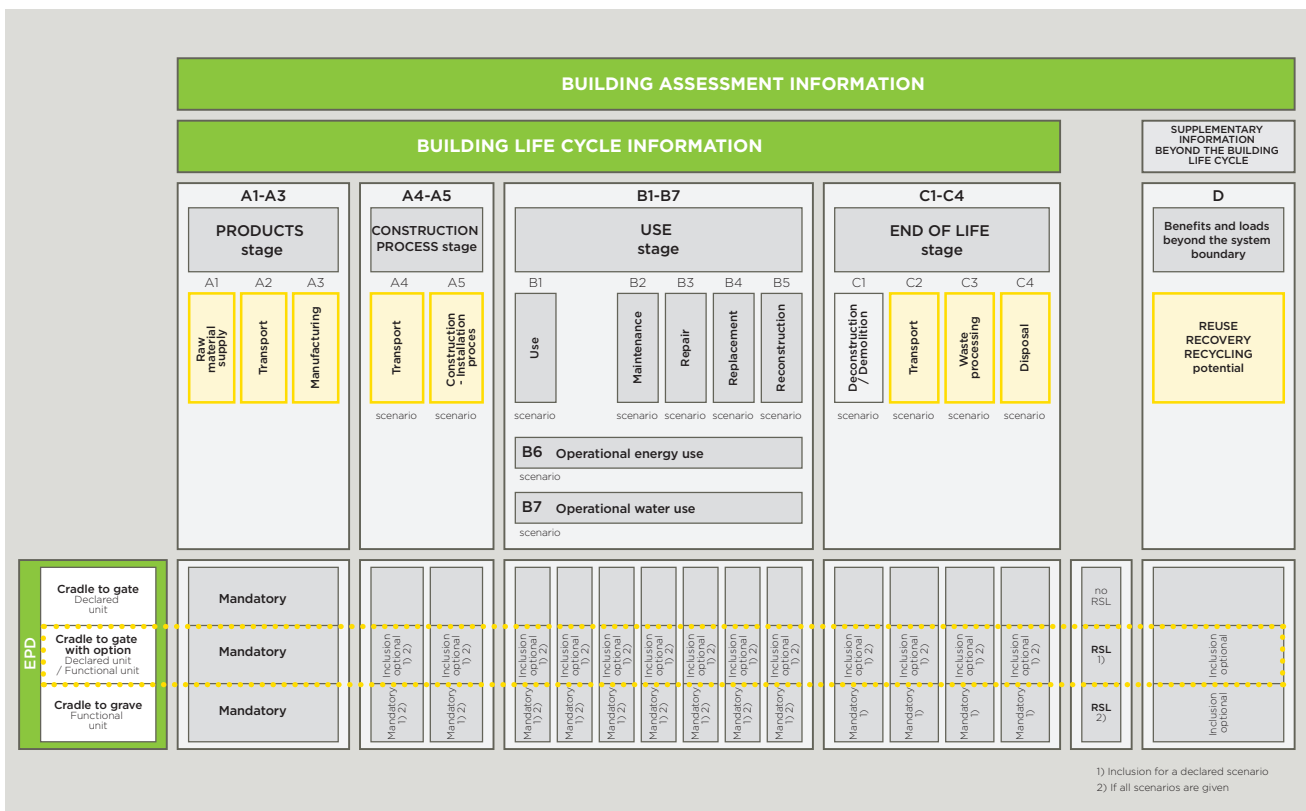 BUILDING ASSESSMENT INFORMATION
BUILDING LIFE CYCLE INFORMATION
SUPPLEMENTARY
INFORMATION
BEYOND THE BUILDING
LIFE CYCLE
A1-A3
PRODUCTS
stage
A4-A5
CONSTRUCTION
PROCESS stage
B1-B7
USE
stage
C1-C4
END OF LIFE
stage
D
Benefits and loads
beyond the system
boundary
A1
A2
A3
A4
A5
B1
B2
B3
B4
B5
C1
C2
C3
C4
Raw
material
supply
Transport
Manufacturing
Transport
Construction
- Installation
proces
Use
Maintenance
Repair
Replacement
Reconstruction
Deconstruction
/ Demolition
Transport
Waste
processing
Disposal
REUSE
RECOVERY
RECYCLING
potential
scenario
scenario
scenario
scenario
scenario
scenario
scenario
scenario
scenario
scenario
scenario
B6 Operational energy use
scenario
B7 Operational water use
scenario
EPD
Cradle to gate
Declared
unit
Mandatory
no
RSL
Cradle to gate
with option
Declared unit
/ Functional unit
Mandatory
Inclusion
optional
1) 2)
Inclusion
optional
1) 2)
Inclusion
optional
1) 2)
Inclusion
optional
1) 2)
Inclusion
optional
1) 2)
Inclusion
optional
1) 2)
Inclusion
optional
1) 2)
Inclusion
optional
1) 2)
Inclusion
optional
1) 2)
Inclusion
optional
1) 2)
Inclusion
optional
1) 2)
Inclusion
optional
1) 2)
Inclusion
optional
1) 2)
RSL
1)
Inclusion
optional
Cradle to grave
Functional
unit
Mandatory
Mandatory
1) 2)
Mandatory
1) 2)
Mandatory
1) 2)
Mandatory
1) 2)
Mandatory
1) 2)
Mandatory
1) 2)
Mandatory
1) 2)
Mandatory
1) 2)
Mandatory
1) 2)
Mandatory
1)
Mandatory
1)
Mandatory
1)
Mandatory
1)
RSL
2)
Inclusion
optional
1) Inclusion for a declared scenario
2) If all scenarios are given